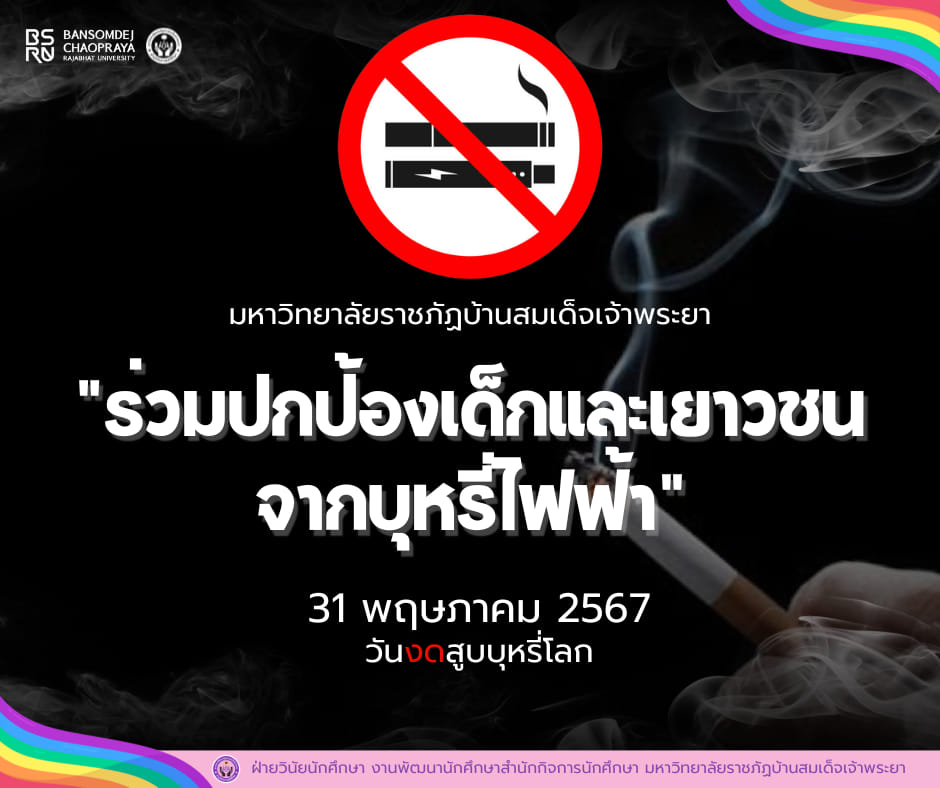 BSRU
BANSOMDEJ
CHAOPRAYA
RAJABHAT UNIVERSITY
มหาวิทยาลัยราชภัฏบ้านสมเด็จเจ้าพระยา
"ร่วมปกป้องเด็กและเยาวชน
จากบุหรี่ไฟฟ้า"
31 พฤษภาคม 2567
วันงดสูบบุหรี่โลก
ฝ่ายวินัยนักศึกษา งานพัฒนานักศึกษาสำนักกิจการนักศึกษา มหาวิทยาลัยราชภัฏบ้านสมเด็จเจ้าพระยา